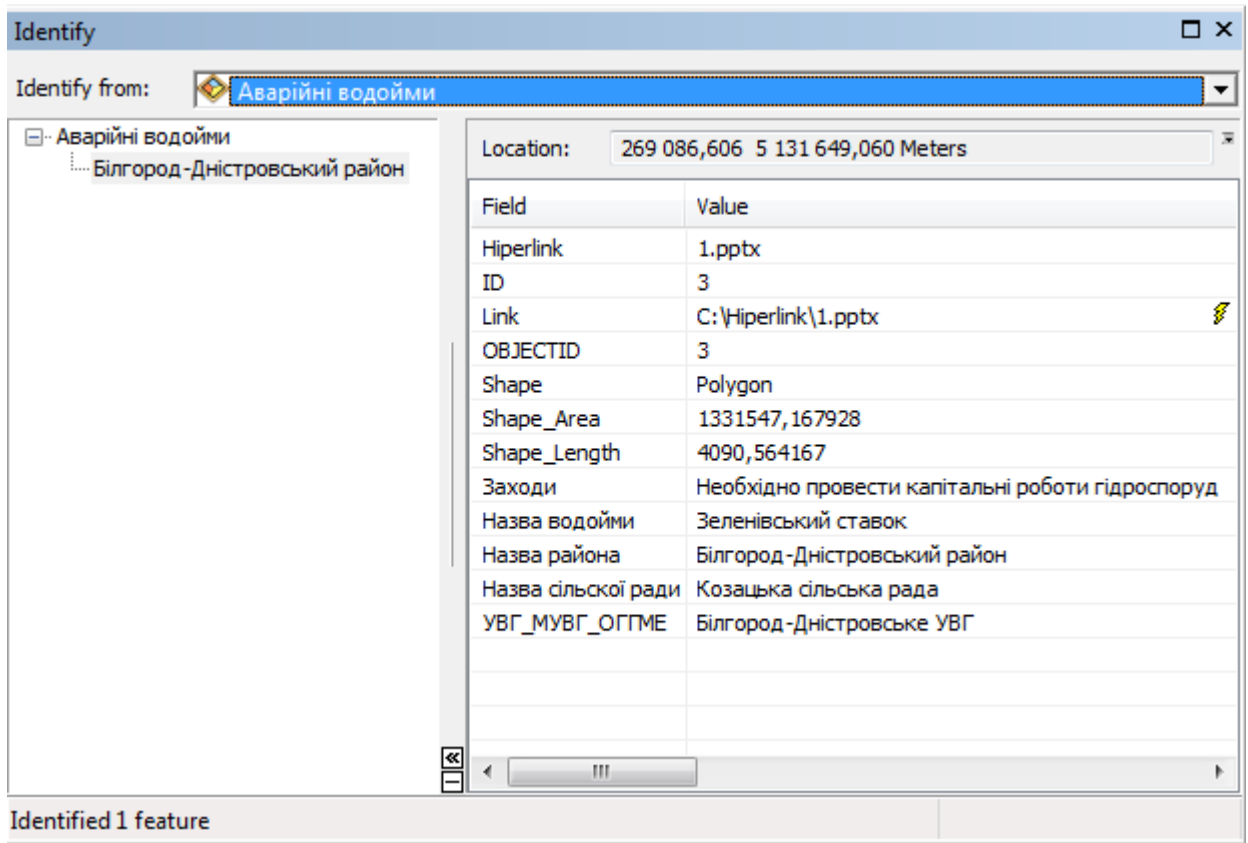 Identify
Identify from: Аварійні водойми
Аварійні водойми
Білгород-Дністровський район
Location: 269 086,606 5 131 649,060 Meters
Field Value
Hiperlink 1.pptx
ID 3
Link C:\Hiperlink\1.pptx
OBJECTID 3
Shape Polygon
Shape_Area 1331547,167928
Shape_Length 4090,564167
Заходи Необхідно провести капітальні роботи гідроспоруд
Назва водойми Зеленівський ставок
Назва района Білгород-Дністровський район
Назва сільскої ради Козацька сільська рада
УВГ_МУВГ_ОГГМЕ Білгород-Дністровське УВГ
Identified 1 feature